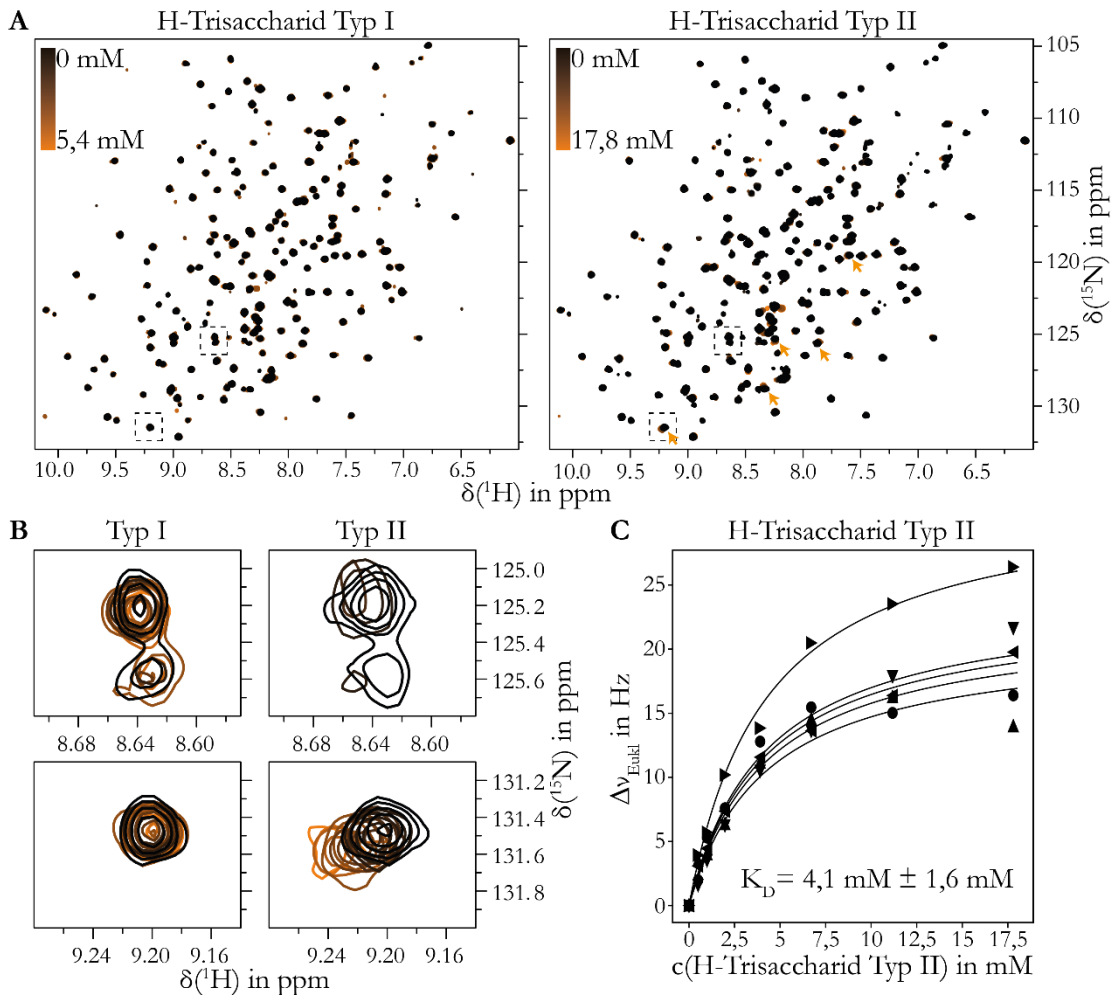 A
H-Trisaccharid Typ I
H-Trisaccharid Typ II
0 mM
5,4 mM
0 mM
17,8 mM
105
110
115
120
125
130
δ(¹⁵N) in ppm
10.0 9.5 9.0 8.5 8.0 7.5 7.0 6.5
10.0 9.5 9.0 8.5 8.0 7.5 7.0 6.5
δ(¹H) in ppm
B
Typ I
Typ II
125.0
125.2
125.4
125.6
8.68 8.64 8.60
8.68 8.64 8.60
131.2
131.4
131.6
131.8
δ(¹⁵N) in ppm
9.24 9.20 9.16
9.24 9.20 9.16
δ(¹H) in ppm
C
H-Trisaccharid Typ II
25
20
15
10
5
0
Δν_Eukl in Hz
K_D= 4,1 mM ± 1,6 mM
0 2,5 5 7,5 10 12,5 15 17,5
c(H-Trisaccharid Typ II) in mM